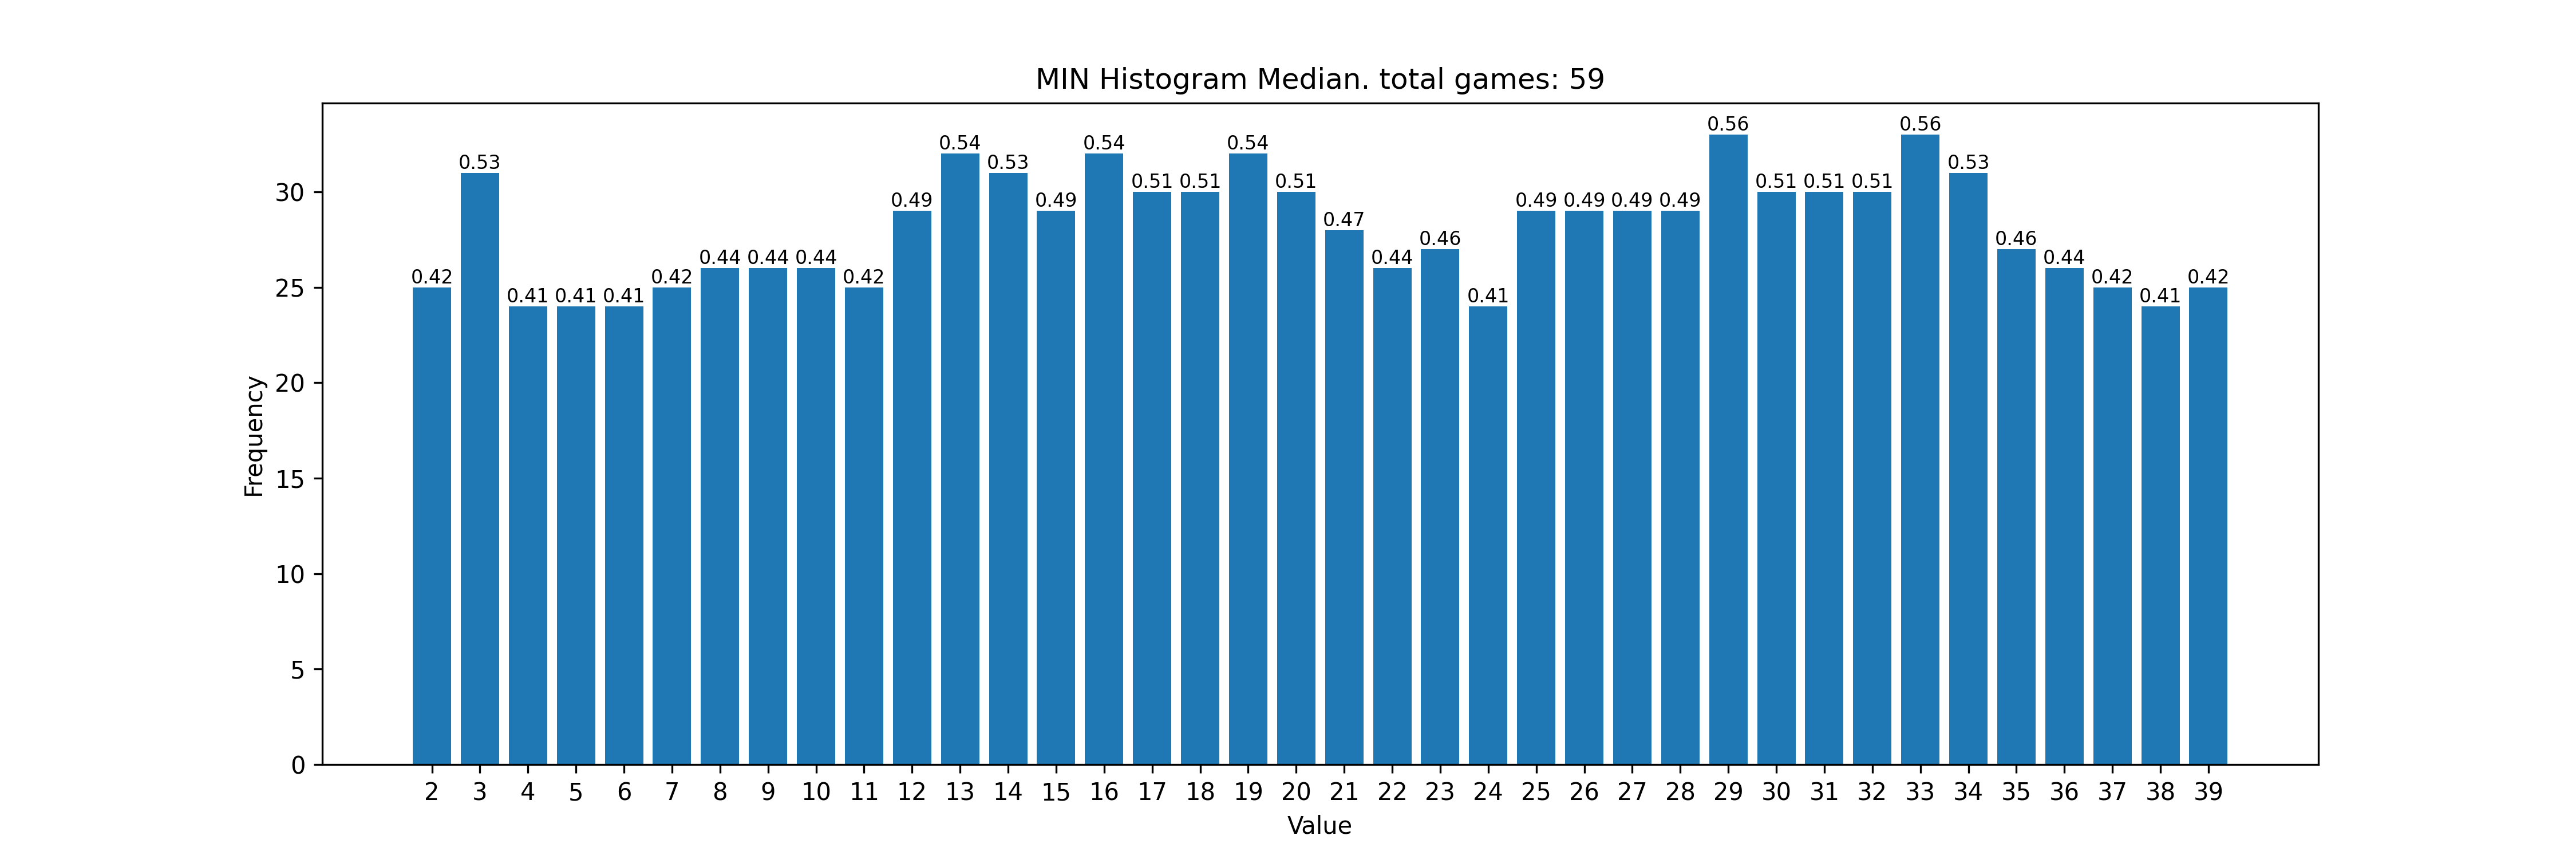 MIN Histogram Median. total games: 59
Frequency
30
25
20
15
10
5
0
0.42 0.53 0.41 0.41 0.41 0.42 0.44 0.44 0.44 0.42 0.49 0.54 0.53 0.49 0.54 0.51 0.51 0.54 0.51 0.47 0.44 0.46 0.41 0.49 0.49 0.49 0.49 0.56 0.51 0.51 0.51 0.56 0.53 0.46 0.44 0.42 0.41 0.42
2 3 4 5 6 7 8 9 10 11 12 13 14 15 16 17 18 19 20 21 22 23 24 25 26 27 28 29 30 31 32 33 34 35 36 37 38 39
Value